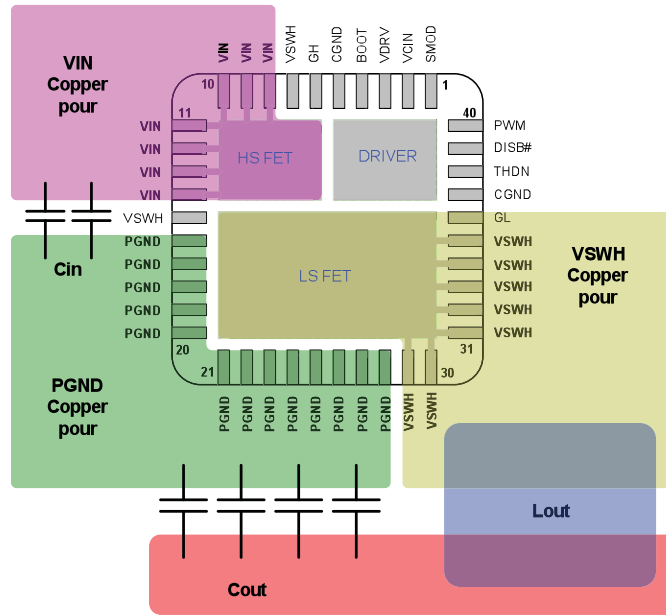 VIN
Copper
pour
VIN
VIN
VIN
VSWH
GH
CGND
BOOT
VDRV
VCIN
SMOD
10
1
11
40
VIN
VIN
VIN
VIN
VSWH
PGND
PGND
PGND
PGND
PGND
HS FET
DRIVER
LS FET
PWM
DISB#
THDN
CGND
GL
VSWH
VSWH
VSWH
VSWH
VSWH
VSWH
Copper
pour
Cin
20
21
31
30
PGND
Copper
pour
PGND
PGND
PGND
PGND
PGND
PGND
PGND
PGND
VSWH
VSWH
Lout
Cout